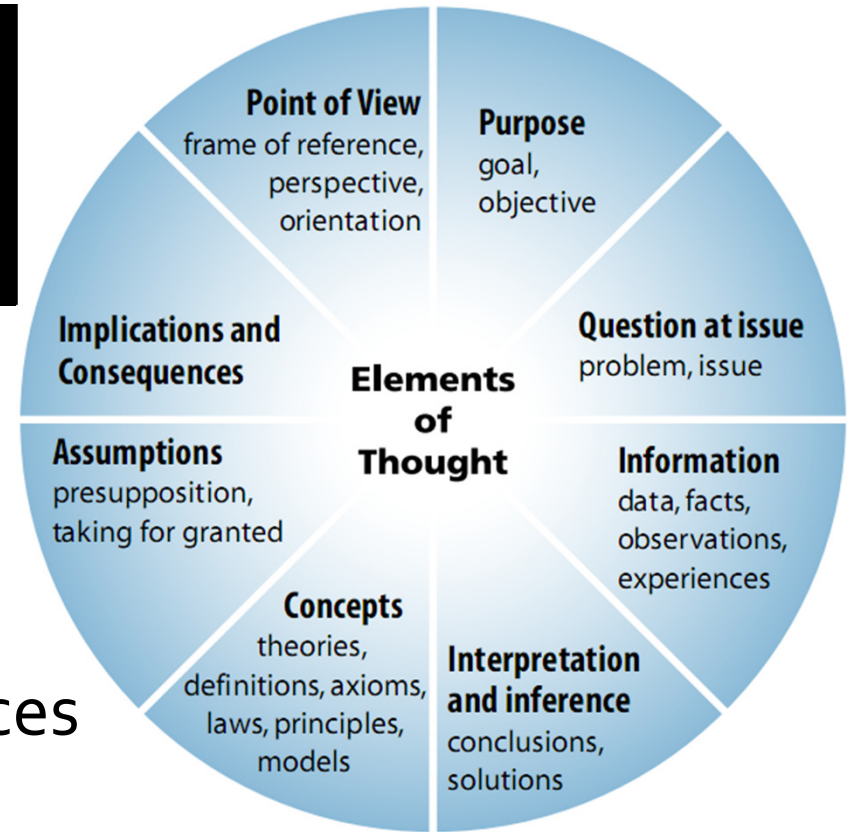 Point of View
frame of reference,
perspective,
orientation
Purpose
goal,
objective
Implications and
Consequences
Question at issue
problem, issue
Elements
of
Thought
Assumptions
presupposition,
taking for granted
Information
data, facts,
observations,
experiences
Concepts
theories,
definitions, axioms,
laws, principles,
models
Interpretation
and inference
conclusions,
solutions
ces